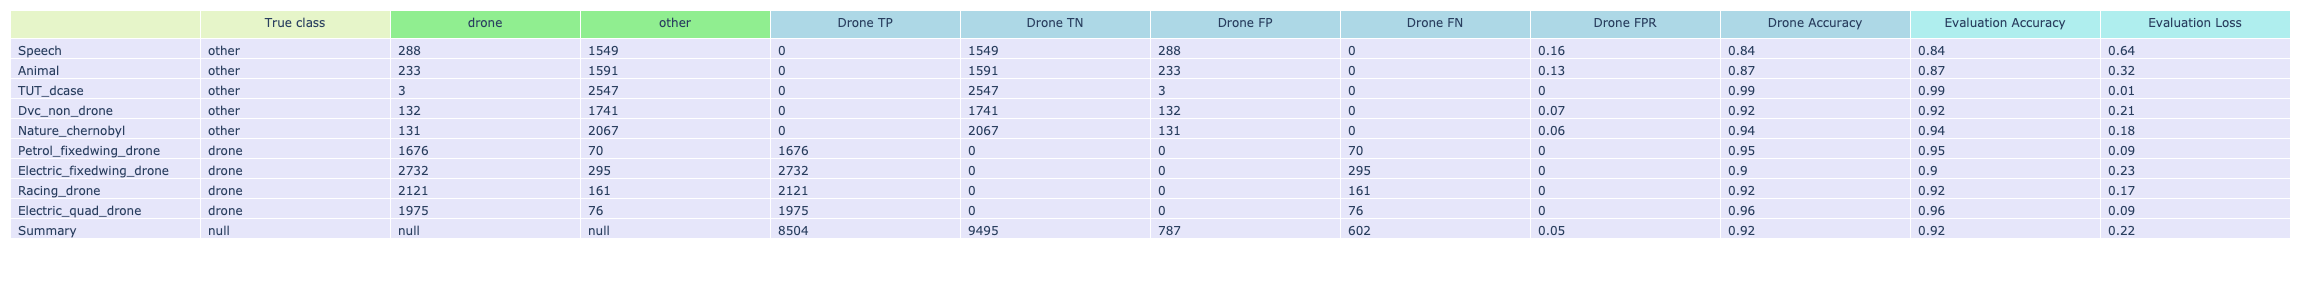 True class drone other Drone TP Drone TN Drone FP Drone FN Drone FPR Drone Accuracy Evaluation Accuracy Evaluation Loss
Speech other 288 1549 0 1549 288 0 0.16 0.84 0.84 0.64
Animal other 233 1591 0 1591 233 0 0.13 0.87 0.87 0.32
TUT_dcase other 3 2547 0 2547 3 0 0 0.99 0.99 0.01
Dvc_non_drone other 132 1741 0 1741 132 0 0.07 0.92 0.92 0.21
Nature_chernobyl other 131 2067 0 2067 131 0 0.06 0.94 0.94 0.18
Petrol_fixedwing_drone drone 1676 70 1676 0 0 70 0 0.95 0.95 0.09
Electric_fixedwing_drone drone 2732 295 2732 0 0 295 0 0.9 0.9 0.23
Racing_drone drone 2121 161 2121 0 0 161 0 0.92 0.92 0.17
Electric_quad_drone drone 1975 76 1975 0 0 76 0 0.96 0.96 0.09
Summary null null null 8504 9495 787 602 0.05 0.92 0.92 0.22